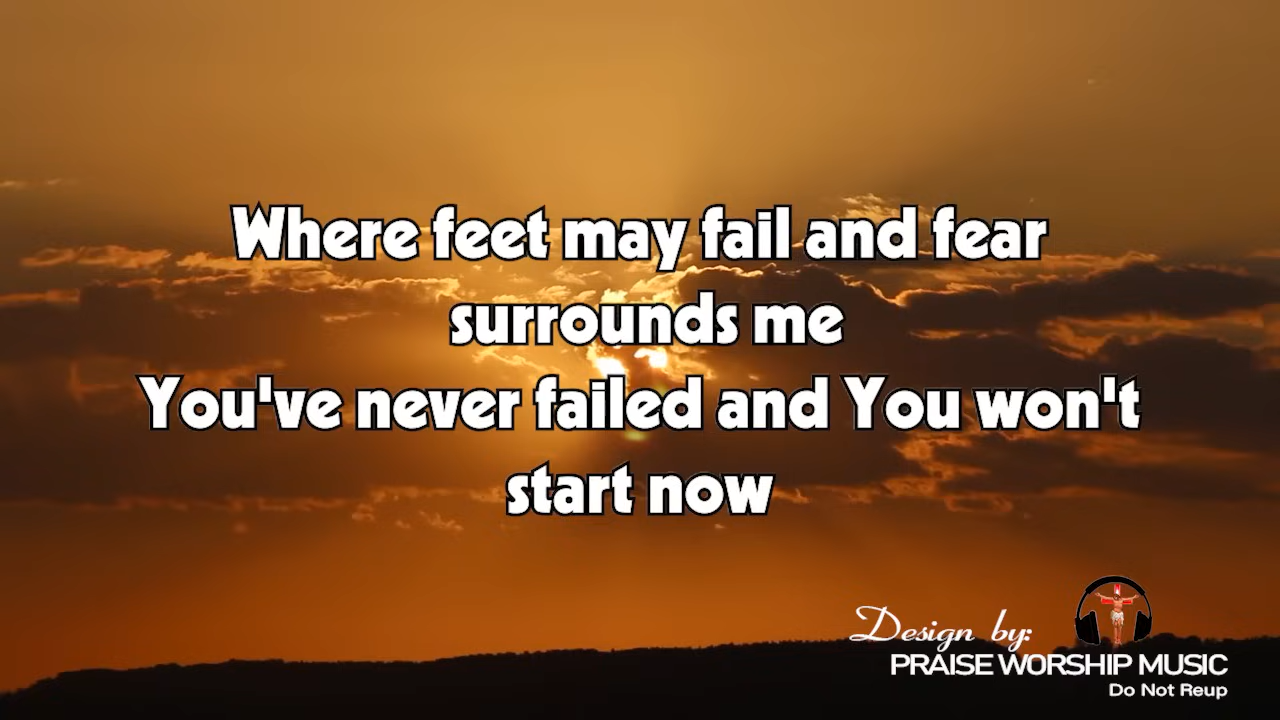 Where feet may fail and fear
surrounds me
You've never failed and You won't
start now
Design by:
PRAISE WORSHIP MUSIC
Do Not Reup